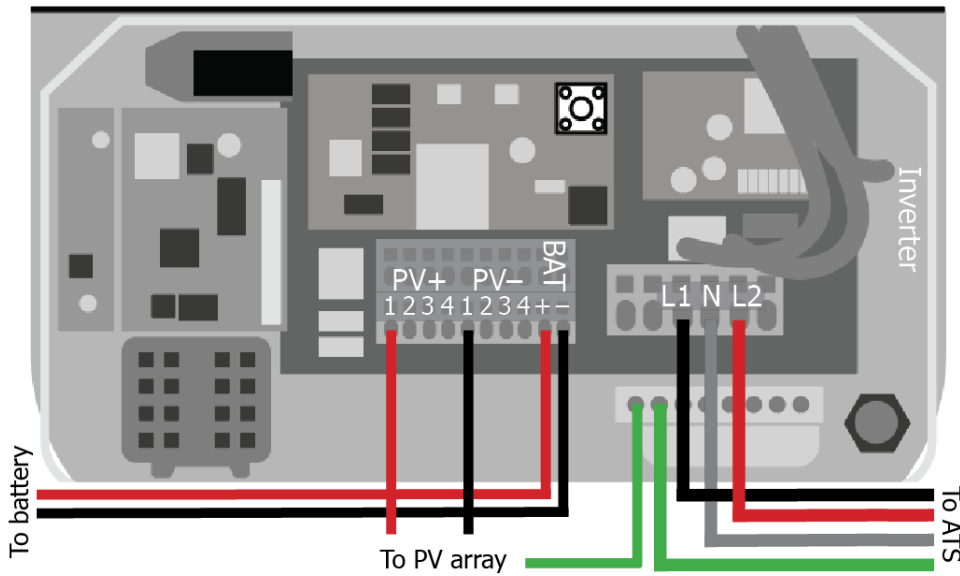 Inverter
BAT
PV+ PV−
1 2 3 4 1 2 3 4 + −
L1 N L2
To battery
To PV array
To ATS